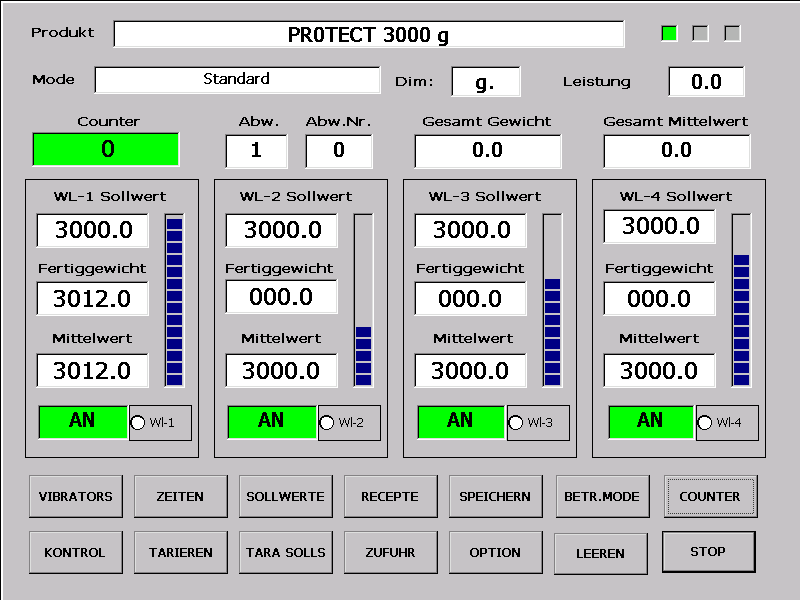 Produkt PR0TECT 3000 g
Mode Standard Dim: g. Leistung 0.0
Counter Abw. Abw.Nr. Gesamt Gewicht Gesamt Mittelwert
0 1 0 0.0 0.0
WL-1 Sollwert WL-2 Sollwert WL-3 Sollwert WL-4 Sollwert
3000.0 3000.0 3000.0 3000.0
Fertiggewicht Fertiggewicht Fertiggewicht Fertiggewicht
3012.0 000.0 000.0 000.0
Mittelwert Mittelwert Mittelwert Mittelwert
3012.0 3000.0 3000.0 3000.0
AN Wl-1 AN Wl-2 AN Wl-3 AN Wl-4
VIBRATORS ZEITEN SOLLWERTE RECEPTE SPEICHERN BETR.MODE COUNTER
KONTROL TARIEREN TARA SOLLS ZUFUHR OPTION LEEREN STOP